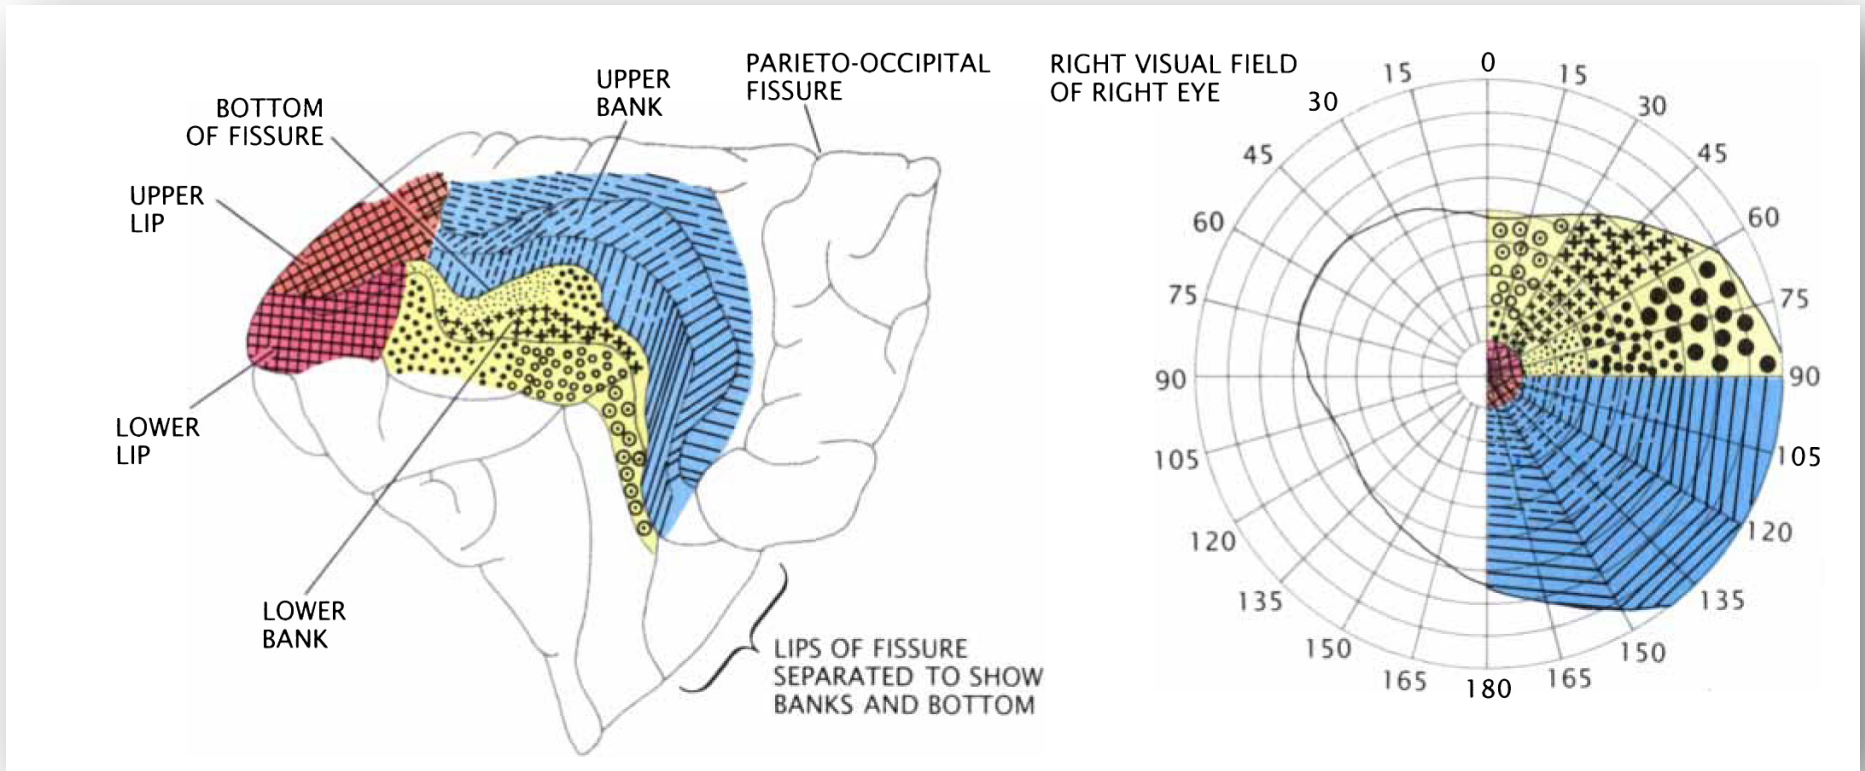 BOTTOM
OF FISSURE
UPPER
BANK
PARIETO-OCCIPITAL
FISSURE
UPPER
LIP
LOWER
LIP
LOWER
BANK
LIPS OF FISSURE
SEPARATED TO SHOW
BANKS AND BOTTOM
RIGHT VISUAL FIELD
OF RIGHT EYE
0
15
15
30
30
45
45
60
60
75
75
90
90
105
105
120
120
135
135
150
150
165
165
180